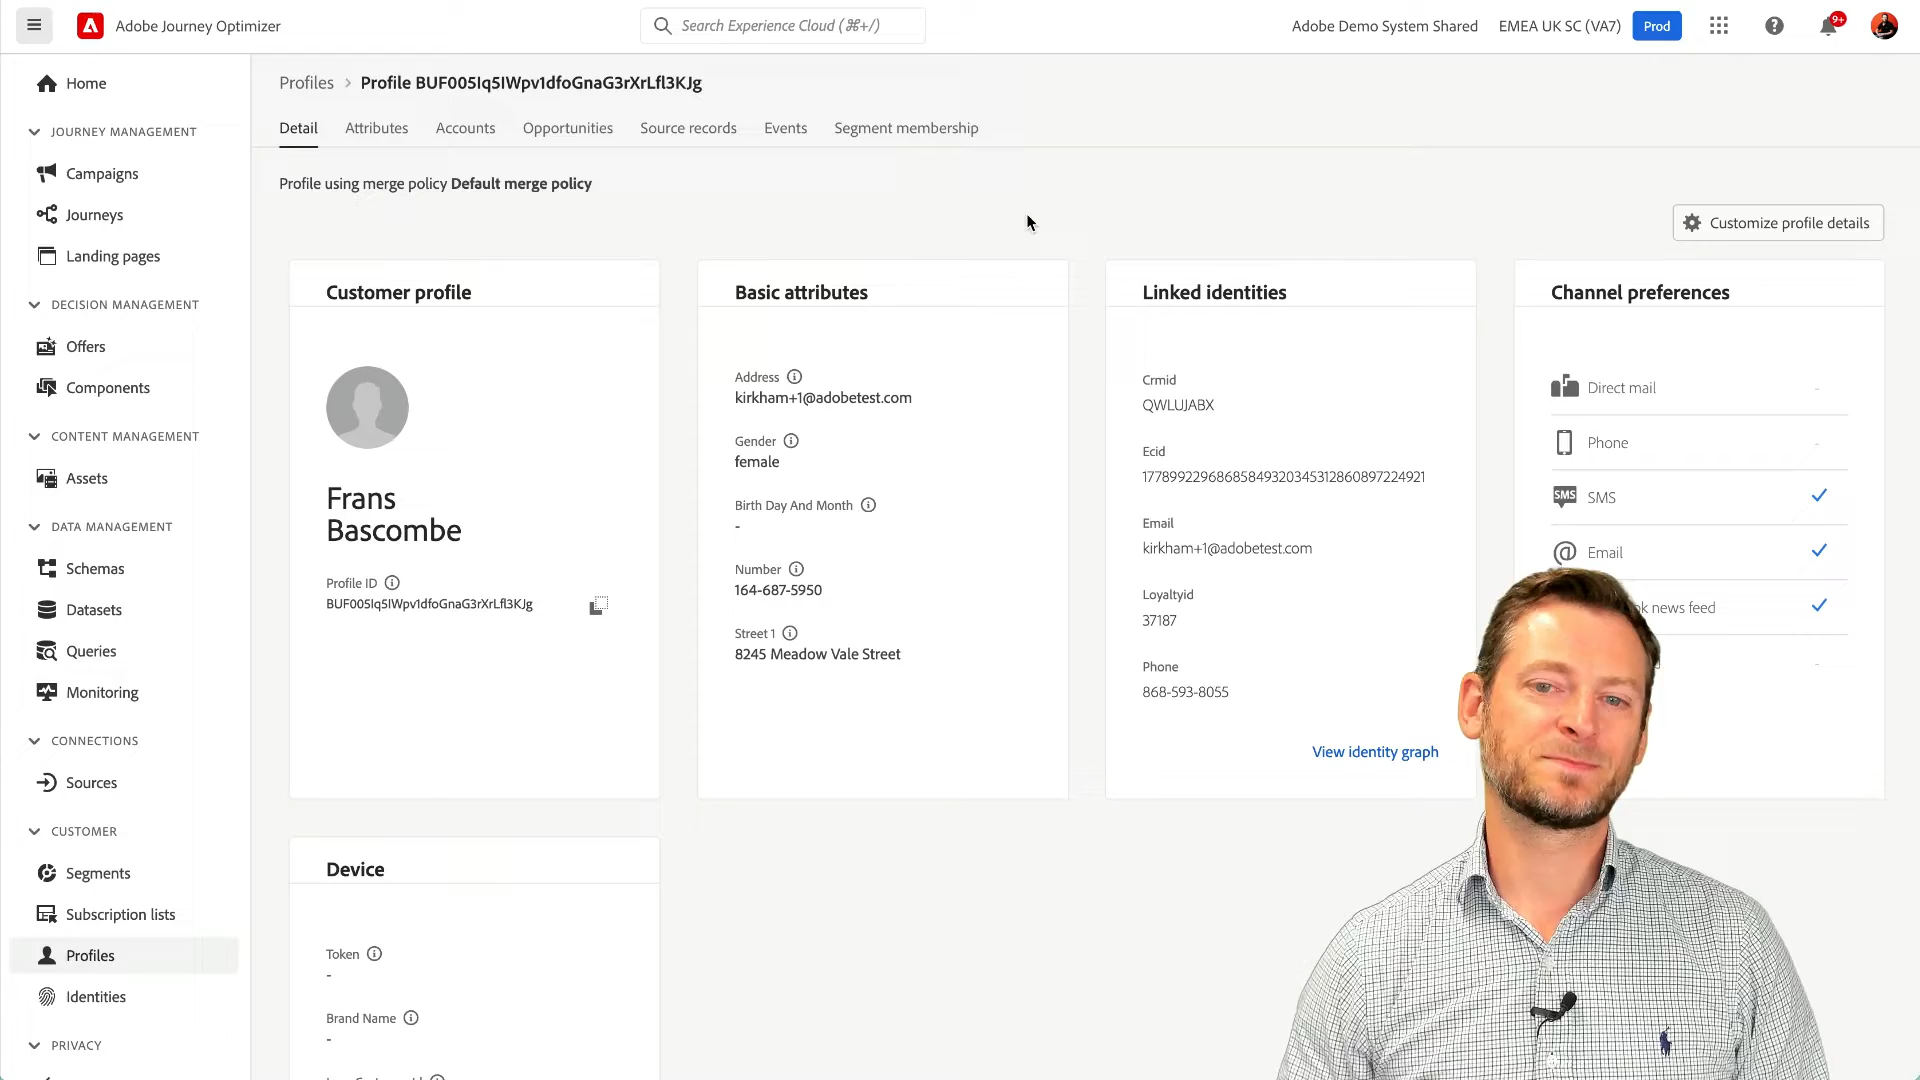 Adobe Journey Optimizer
Search Experience Cloud (⌘+/)
Adobe Demo System Shared
EMEA UK SC (VA7)
Prod
9+
Home
JOURNEY MANAGEMENT
Campaigns
Journeys
Landing pages
DECISION MANAGEMENT
Offers
Components
CONTENT MANAGEMENT
Assets
DATA MANAGEMENT
Schemas
Datasets
Queries
Monitoring
CONNECTIONS
Sources
CUSTOMER
Segments
Subscription lists
Profiles
Identities
PRIVACY
Profiles > Profile BUF005Iq5IWpv1dfoGnaG3rXrLfl3KJg
Detail Attributes Accounts Opportunities Source records Events Segment membership
Profile using merge policy Default merge policy
Customize profile details
Customer profile
Frans
Bascombe
Profile ID
BUF005Iq5IWpv1dfoGnaG3rXrLfl3KJg
Basic attributes
Address
kirkham+1@adobetest.com
Gender
female
Birth Day And Month
-
Number
164-687-5950
Street 1
8245 Meadow Vale Street
Linked identities
Crmid
QWLUJABX
Ecid
17789922968685849320345312860897224921
Email
kirkham+1@adobetest.com
Loyaltyid
37187
Phone
868-593-8055
View identity graph
Channel preferences
Direct mail -
Phone -
SMS SMS
@ Email
news feed
-
Device
Token
-
Brand Name
-